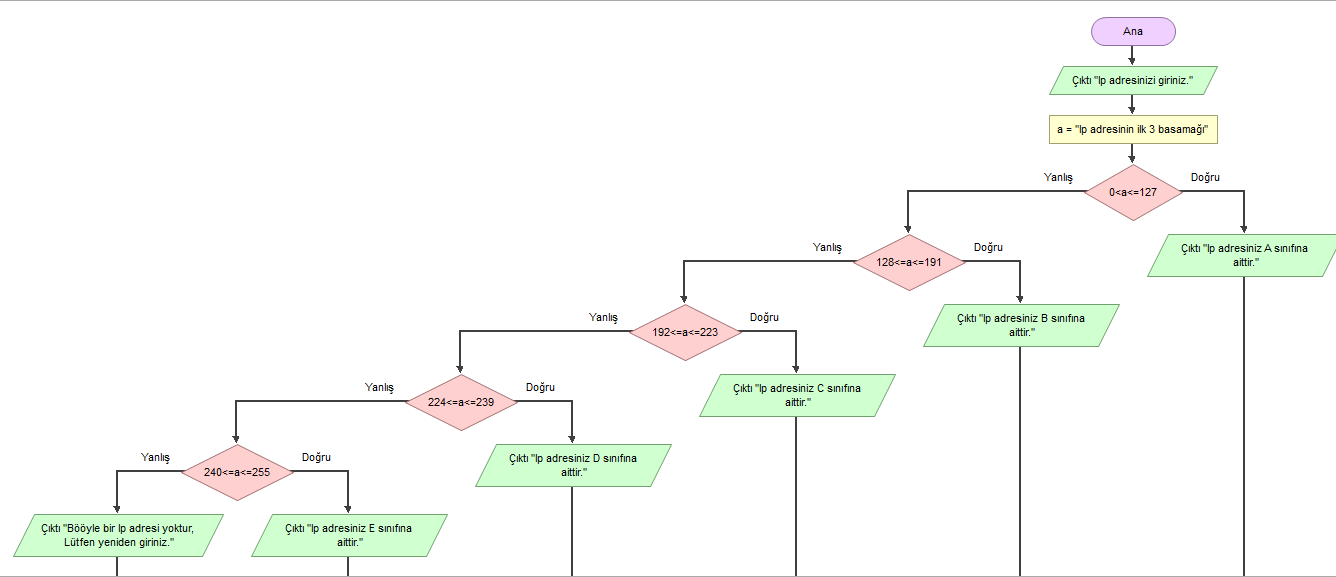 Ana
Çıktı "Ip adresinizi giriniz."
a = "Ip adresinin ilk 3 basamağı"
Yanlış
Doğru
0<a<=127
Yanlış
Doğru
128<=a<=191
Çıktı "Ip adresiniz A sınıfına
aittir."
Yanlış
Doğru
192<=a<=223
Çıktı "Ip adresiniz B sınıfına
aittir."
Yanlış
Doğru
224<=a<=239
Çıktı "Ip adresiniz C sınıfına
aittir."
Yanlış
Doğru
240<=a<=255
Çıktı "Ip adresiniz D sınıfına
aittir."
Çıktı "Bööyle bir Ip adresi yoktur,
Lütfen yeniden giriniz."
Çıktı "Ip adresiniz E sınıfına
aittir."